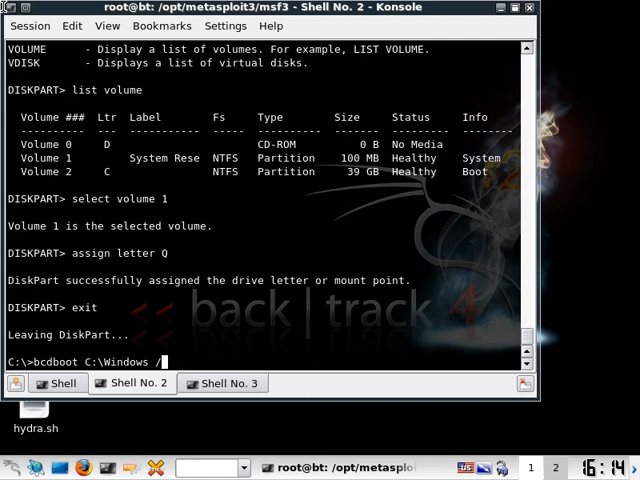 root@bt: /opt/metasploit3/msf3 - Shell No. 2 - Konsole
Session Edit View Bookmarks Settings Help
VOLUME - Display a list of volumes. For example, LIST VOLUME.
VDISK - Displays a list of virtual disks.
DISKPART> list volume
Volume ### Ltr Label Fs Type Size Status Info
---------- --- ----------- ----- ---------- ------- --------- --------
Volume 0 D CD-ROM 0 B No Media
Volume 1 System Rese NTFS Partition 100 MB Healthy System
Volume 2 C NTFS Partition 39 GB Healthy Boot
DISKPART> select volume 1
Volume 1 is the selected volume.
DISKPART> assign letter Q
DiskPart successfully assigned the drive letter or mount point.
DISKPART> exit
<< back | track 4
Leaving DiskPart...
C:\>bcdboot C:\Windows /
Shell Shell No. 2 Shell No. 3
hydra.sh
root@bt: /opt/metasploi
1 2 16:14